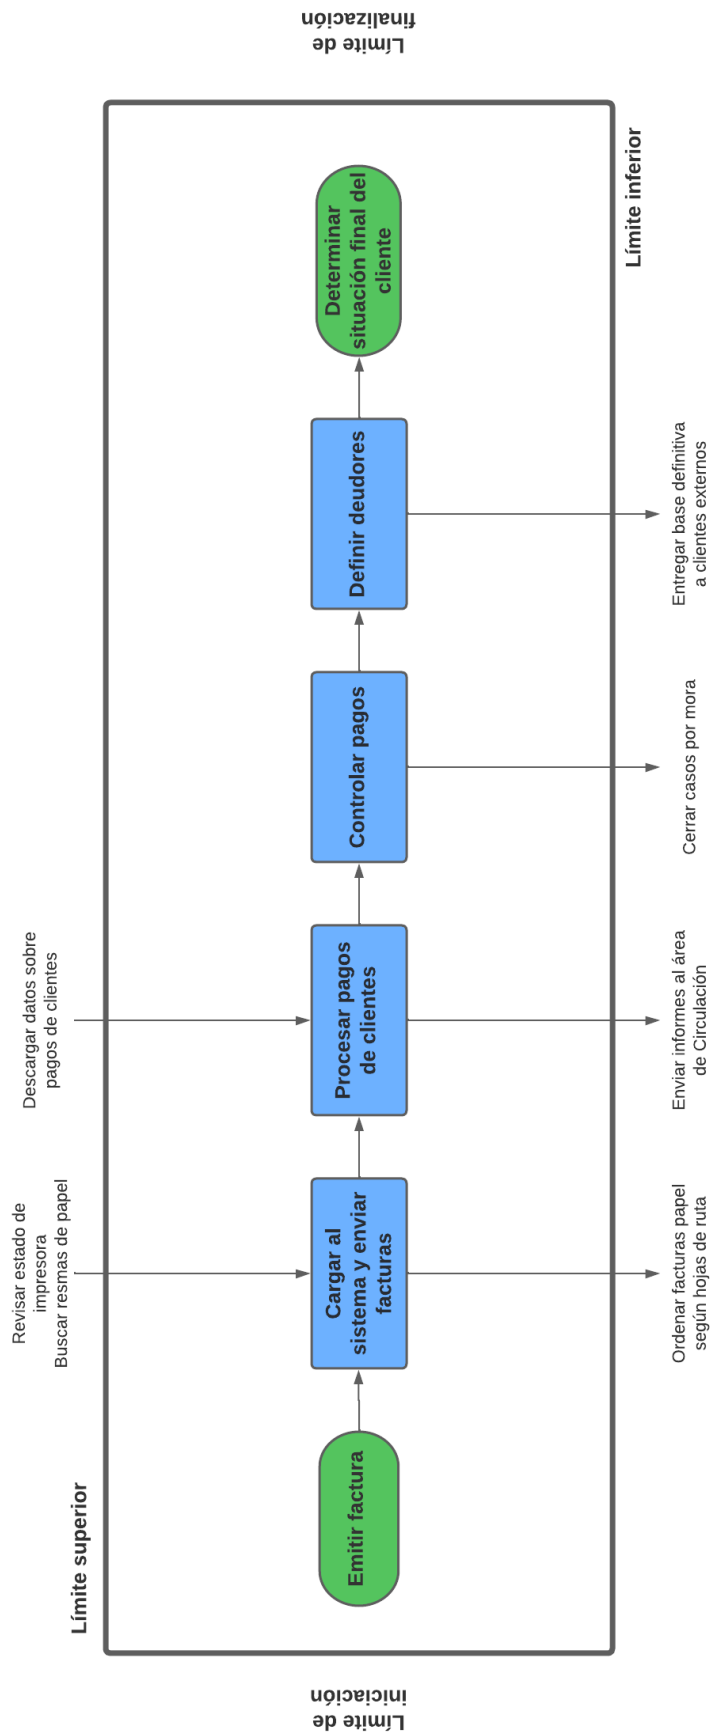 Límite superior
Revisar estado de
impresora
Buscar resmas de papel
Descargar datos sobre
pagos de clientes
Límite de
iniciación
Emitir factura
Cargar al
sistema y enviar
facturas
Procesar pagos
de clientes
Controlar pagos
Definir deudores
Determinar
situación final del
cliente
Límite de
finalización
Ordenar facturas papel
según hojas de ruta
Enviar informes al área
de Circulación
Cerrar casos por mora
Entregar base definitiva
a clientes externos
Límite inferior